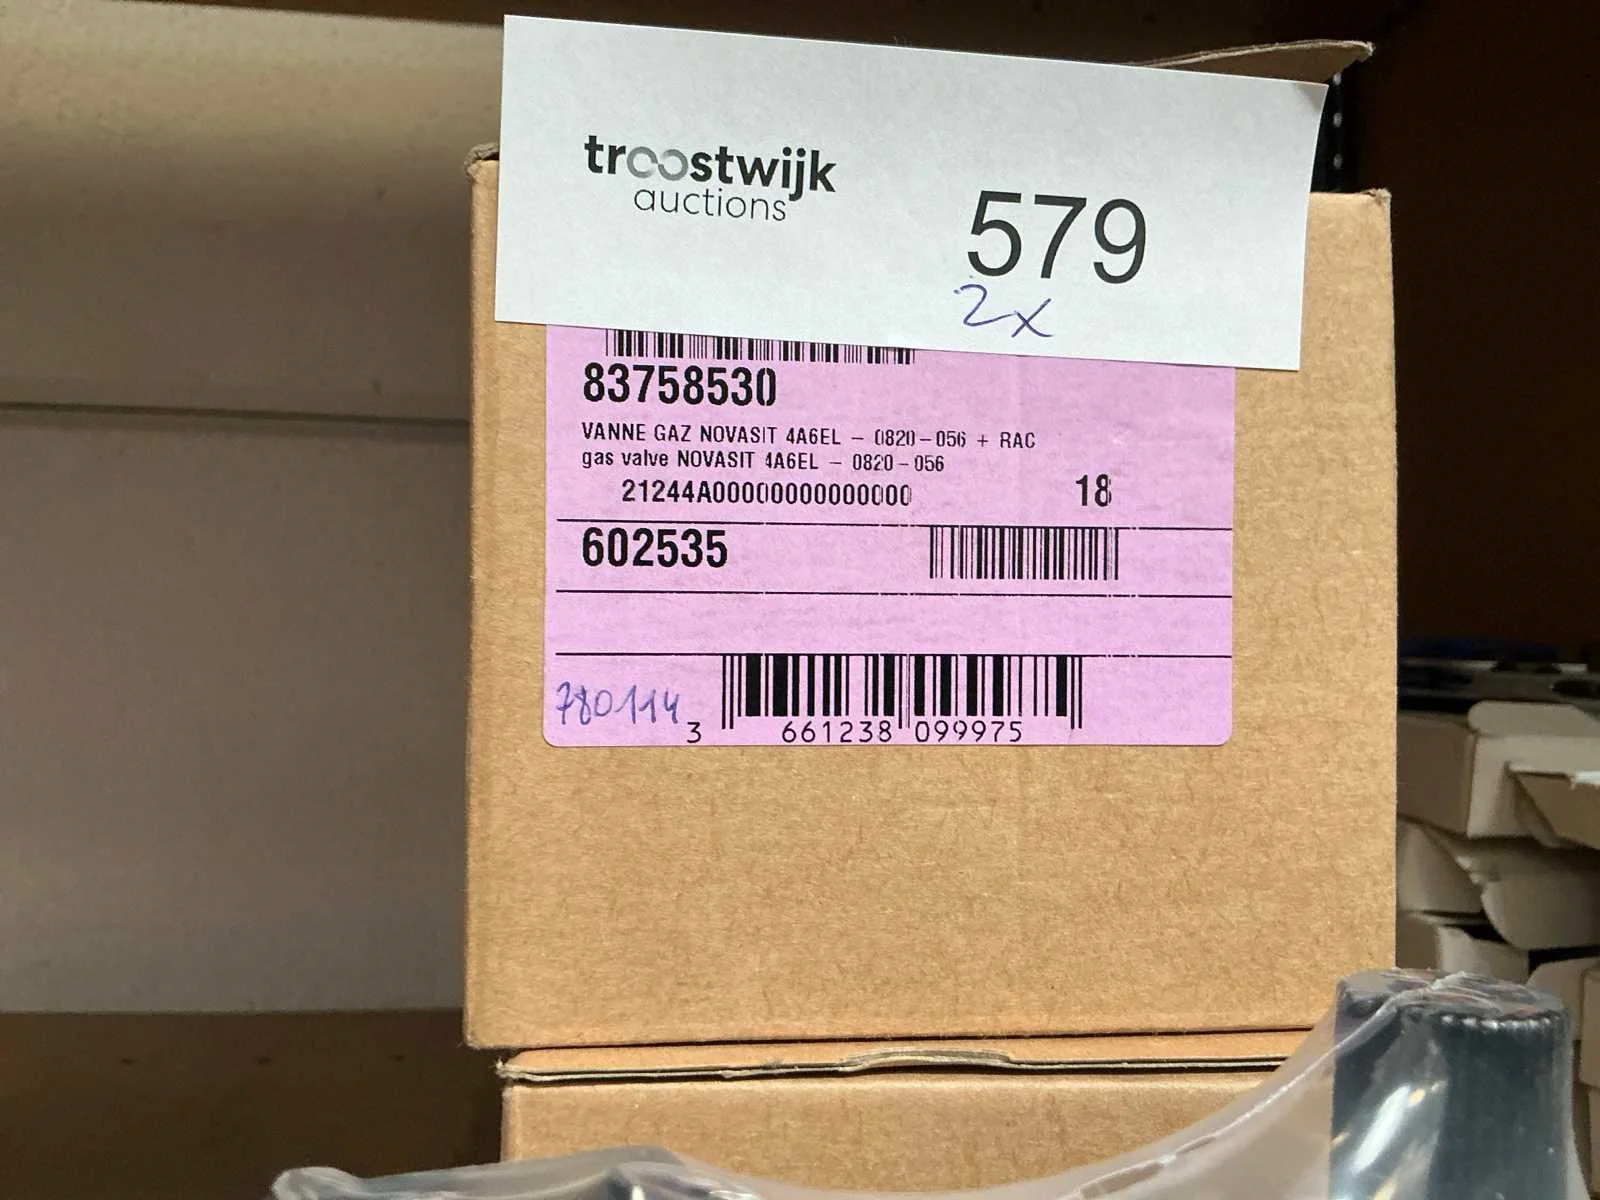 troostwijk
auctions
579
2x
83758530
VANNE GAZ NOVASIT 4A6EL – 0820-056 + RAC
gas valve NOVASIT 4A6EL – 0820-056
21244A00000000000000 18
602535
780114
3 661238 099975